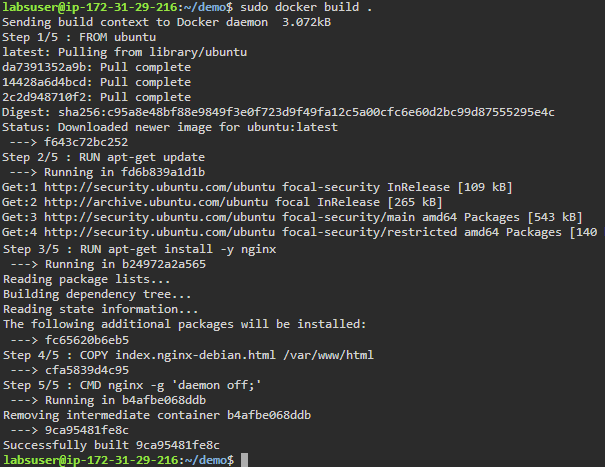 labsuser@ip-172-31-29-216:~/demo$ sudo docker build .
Sending build context to Docker daemon  3.072kB
Step 1/5 : FROM ubuntu
latest: Pulling from library/ubuntu
da7391352a9b: Pull complete
14428a6d4bcd: Pull complete
2c2d948710f2: Pull complete
Digest: sha256:c95a8e48bf88e9849f3e0f723d9f49fa12c5a00cfc6e60d2bc99d87555295e4c
Status: Downloaded newer image for ubuntu:latest
 ---> f643c72bc252
Step 2/5 : RUN apt-get update
 ---> Running in fd6b839a1d1b
Get:1 http://security.ubuntu.com/ubuntu focal-security InRelease [109 kB]
Get:2 http://archive.ubuntu.com/ubuntu focal InRelease [265 kB]
Get:3 http://security.ubuntu.com/ubuntu focal-security/main amd64 Packages [543 kB]
Get:4 http://security.ubuntu.com/ubuntu focal-security/restricted amd64 Packages [140
Step 3/5 : RUN apt-get install -y nginx
 ---> Running in b24972a2a565
Reading package lists...
Building dependency tree...
Reading state information...
The following additional packages will be installed:
 ---> fc65620b6eb5
Step 4/5 : COPY index.nginx-debian.html /var/www/html
 ---> cfa5839d4c95
Step 5/5 : CMD nginx -g 'daemon off;'
 ---> Running in b4afbe068ddb
Removing intermediate container b4afbe068ddb
 ---> 9ca95481fe8c
Successfully built 9ca95481fe8c
labsuser@ip-172-31-29-216:~/demo$